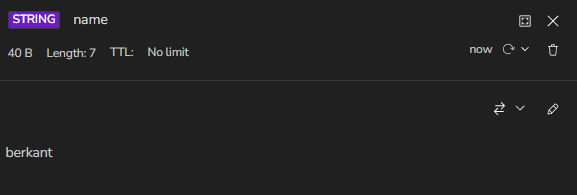 STRING name
40 B Length: 7 TTL: No limit now
berkant